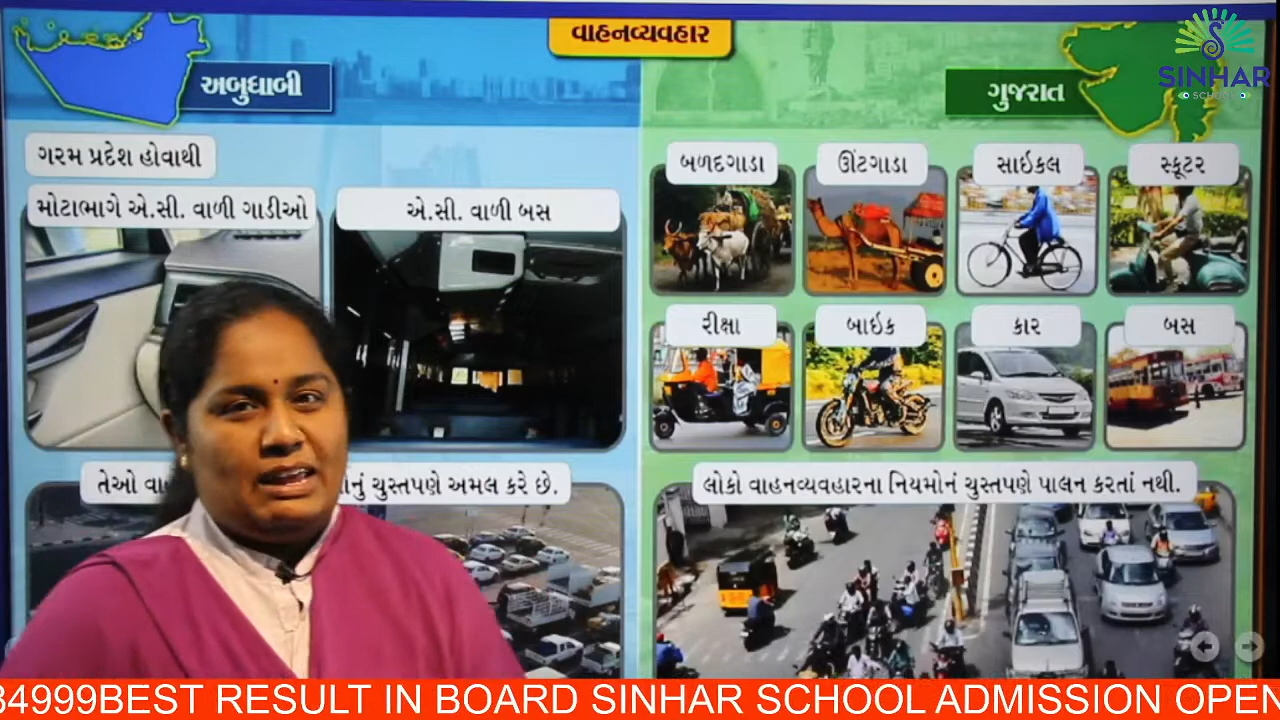 વાહનવ્યવહાર
અબુધાબી
ગુજરાત
SINHAR
SCHOOL
ગરમ પ્રદેશ હોવાથી
મોટાભાગે એ.સી. વાળી ગાડીઓ
એ.સી. વાળી બસ
બળદગાડા
ઊંટગાડા
સાઇકલ
સ્કૂટર
રીક્ષા
બાઇક
કાર
બસ
તેઓ ચુસ્તપણે અમલ કરે છે.
લોકો વાહનવ્યવહારના નિયમોનું ચુસ્તપણે પાલન કરતાં નથી.
34999BEST RESULT IN BOARD SINHAR SCHOOL ADMISSION OPEN